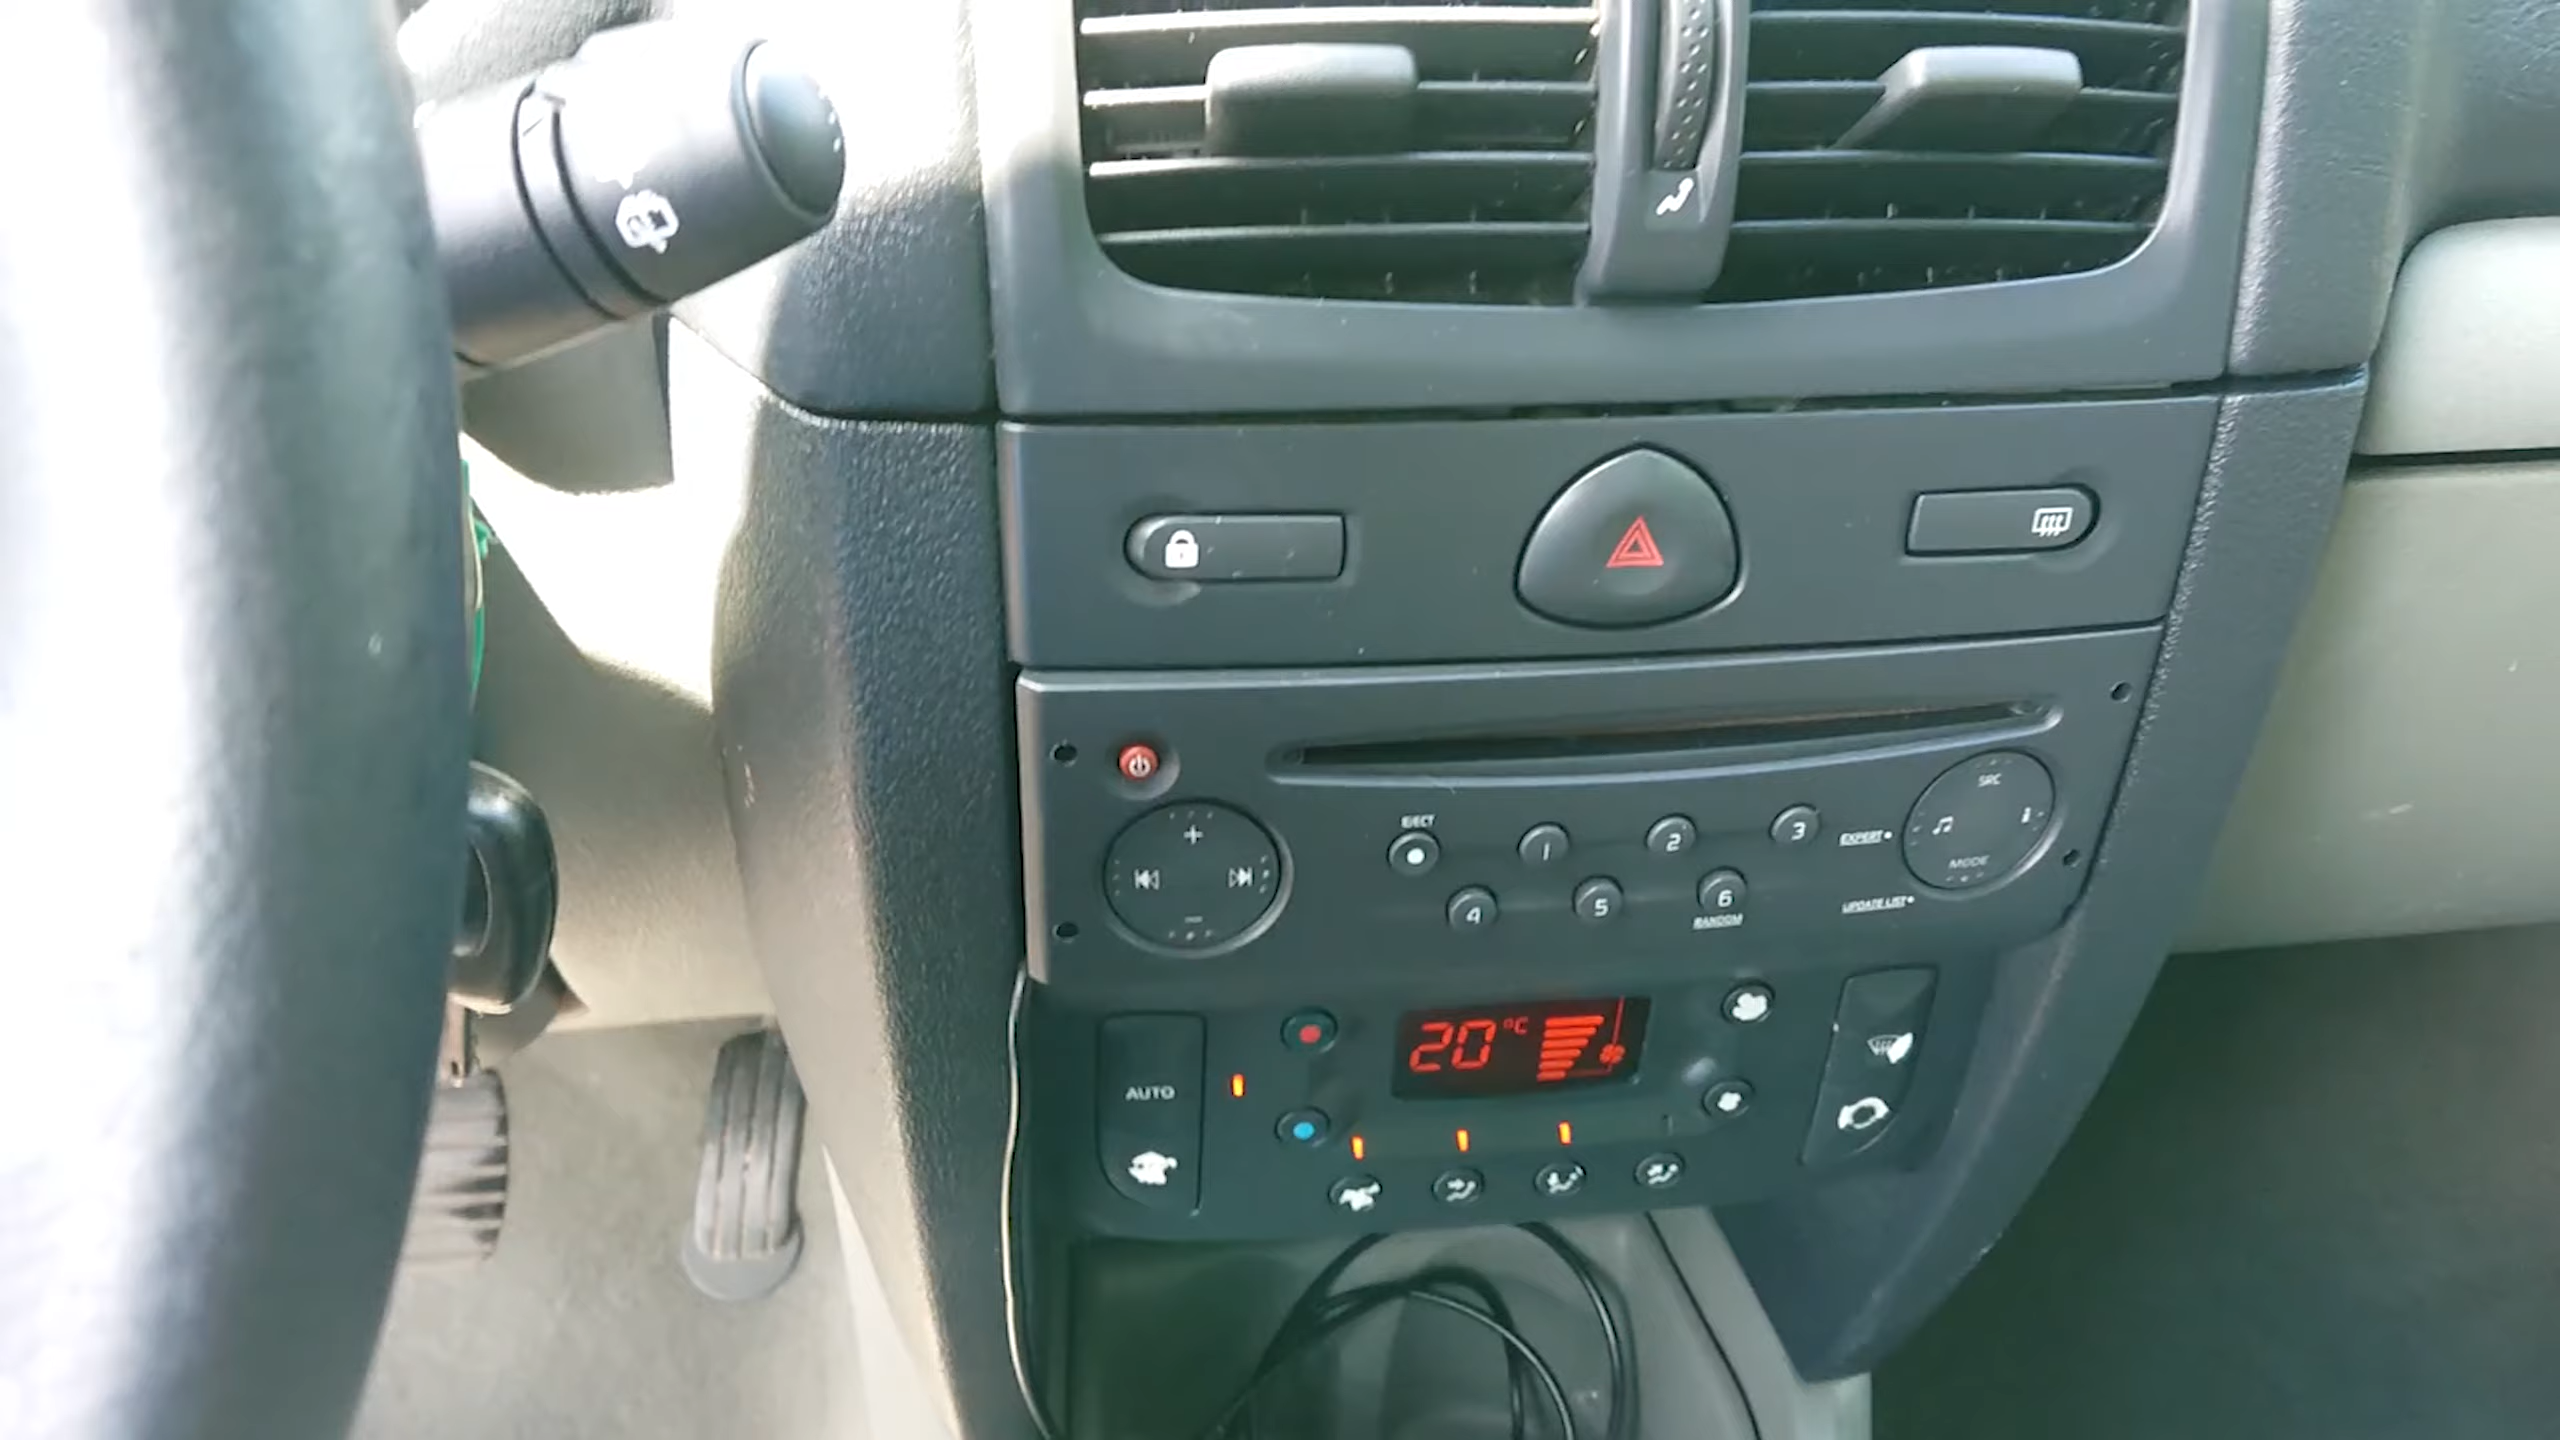 SRC
EJECT
1
2
3
EXPERT
MODE
4
5
6
RANDOM
UPDATE LIST
20°C
AUTO